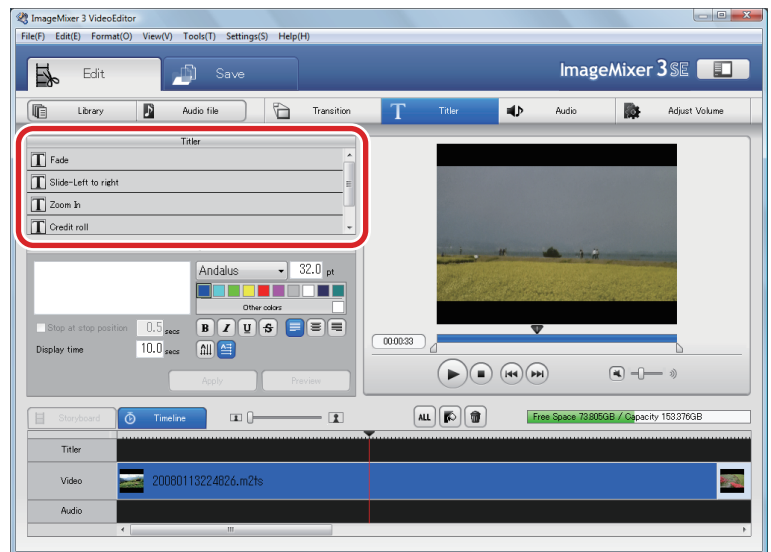 ImageMixer 3 VideoEditor
File(F) Edit(E) Format(O) View(V) Tools(T) Settings(S) Help(H)
Edit Save ImageMixer 3 SE
Library Audio file Transition T Titler Audio Adjust Volume
Titler
T Fade
T Slide-Left to right
T Zoom In
T Credit roll
Andalus 32.0 pt
Other colors
Stop at stop position 0.5 secs B I U S
Display time 10.0 secs
Apply Preview
00:00:33
Storyboard Timeline ALL Free Space 73.805GB / Capacity 153.376GB
Titler
Video 20080113224826.m2ts
Audio